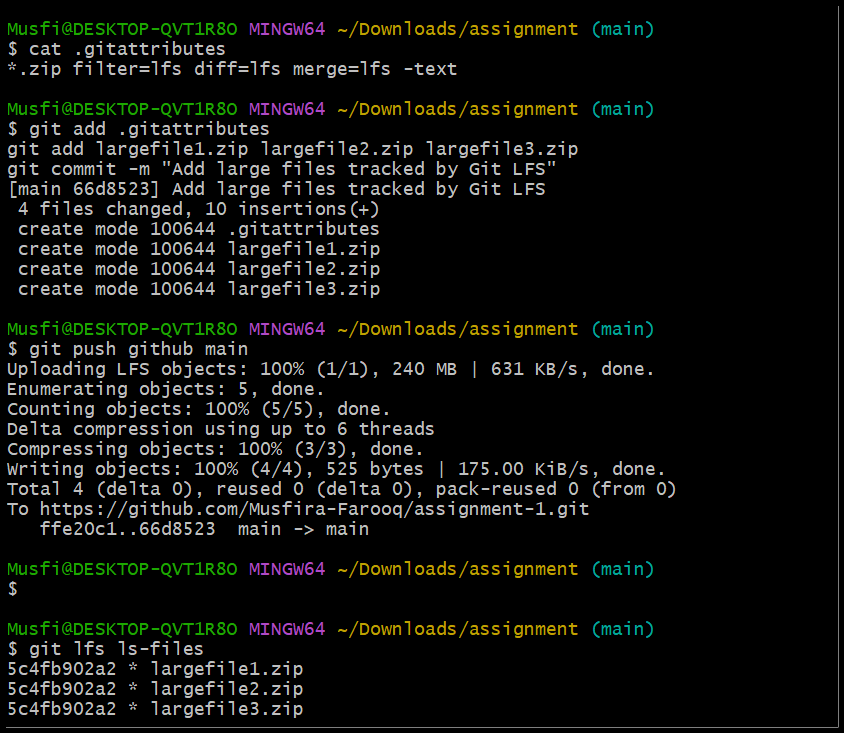 Musfi@DESKTOP-QVT1R8O MINGW64 ~/Downloads/assignment (main)
$ cat .gitattributes
*.zip filter=lfs diff=lfs merge=lfs -text
Musfi@DESKTOP-QVT1R8O MINGW64 ~/Downloads/assignment (main)
$ git add .gitattributes
git add largefile1.zip largefile2.zip largefile3.zip
git commit -m "Add large files tracked by Git LFS"
[main 66d8523] Add large files tracked by Git LFS
 4 files changed, 10 insertions(+)
 create mode 100644 .gitattributes
 create mode 100644 largefile1.zip
 create mode 100644 largefile2.zip
 create mode 100644 largefile3.zip
Musfi@DESKTOP-QVT1R8O MINGW64 ~/Downloads/assignment (main)
$ git push github main
Uploading LFS objects: 100% (1/1), 240 MB | 631 KB/s, done.
Enumerating objects: 5, done.
Counting objects: 100% (5/5), done.
Delta compression using up to 6 threads
Compressing objects: 100% (3/3), done.
Writing objects: 100% (4/4), 525 bytes | 175.00 KiB/s, done.
Total 4 (delta 0), reused 0 (delta 0), pack-reused 0 (from 0)
To https://github.com/Musfira-Farooq/assignment-1.git
   ffe20c1..66d8523  main -> main
Musfi@DESKTOP-QVT1R8O MINGW64 ~/Downloads/assignment (main)
$
Musfi@DESKTOP-QVT1R8O MINGW64 ~/Downloads/assignment (main)
$ git lfs ls-files
5c4fb902a2 * largefile1.zip
5c4fb902a2 * largefile2.zip
5c4fb902a2 * largefile3.zip